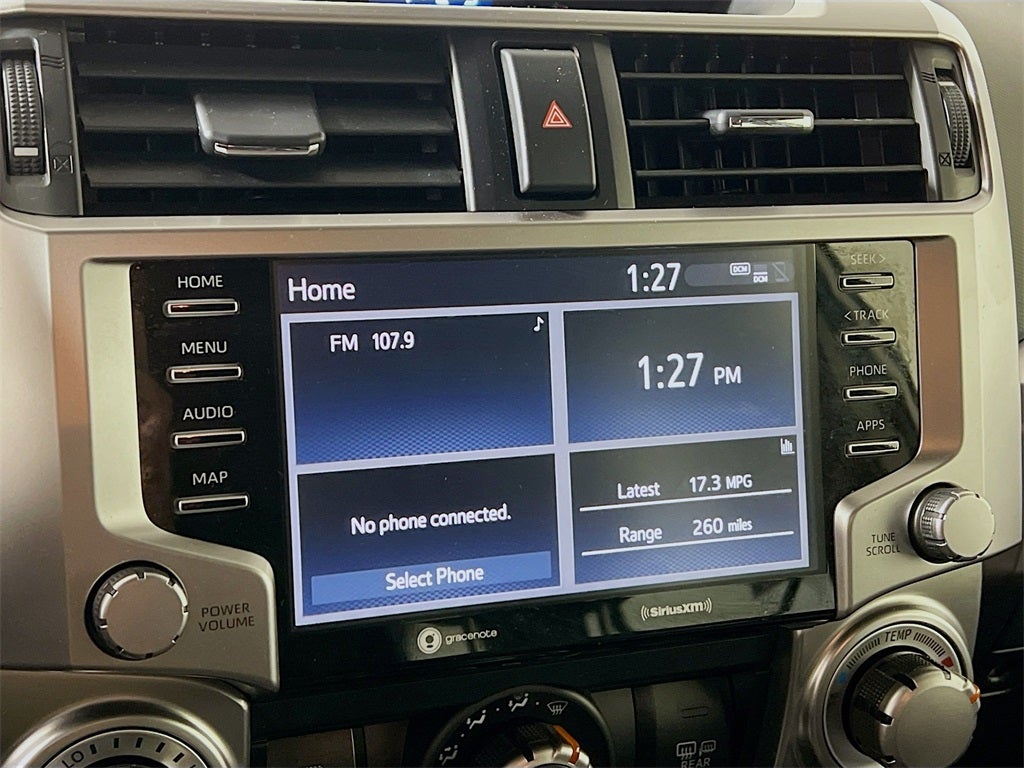 HOME
MENU
AUDIO
MAP
POWER
VOLUME
Home
1:27
DCM
DCM
FM 107.9
1:27 PM
No phone connected.
Select Phone
Latest 17.3 MPG
Range 260 miles
gracenote
SiriusXM
SEEK >
< TRACK
PHONE
APPS
TUNE
SCROLL
TEMP
LO
REAR